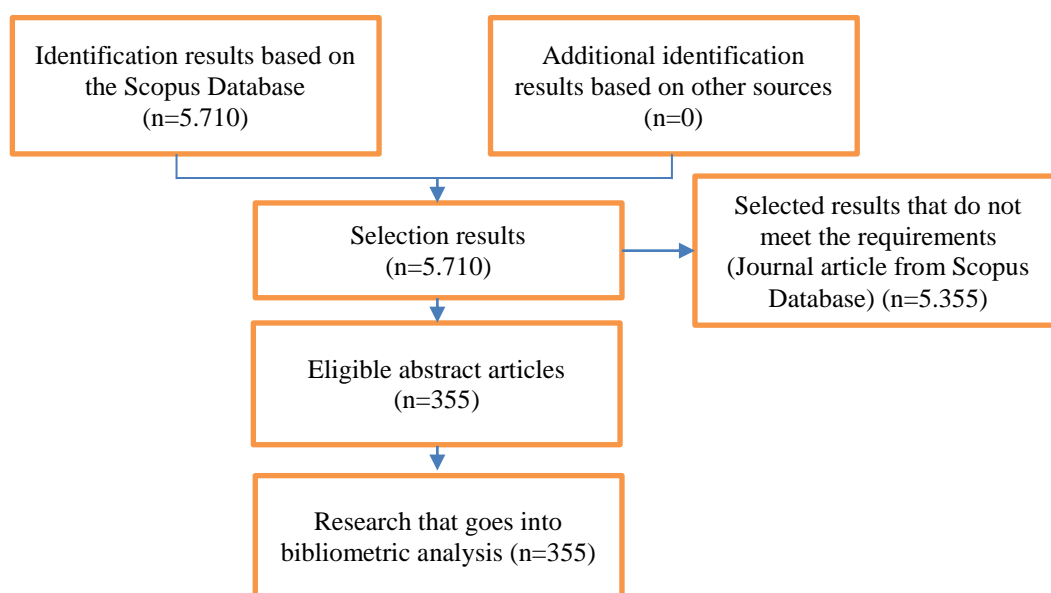 Identification results based on
the Scopus Database
(n=5.710)
Additional identification
results based on other sources
(n=0)
Selection results
(n=5.710)
Selected results that do not
meet the requirements
(Journal article from Scopus
Database) (n=5.355)
Eligible abstract articles
(n=355)
Research that goes into
bibliometric analysis (n=355)